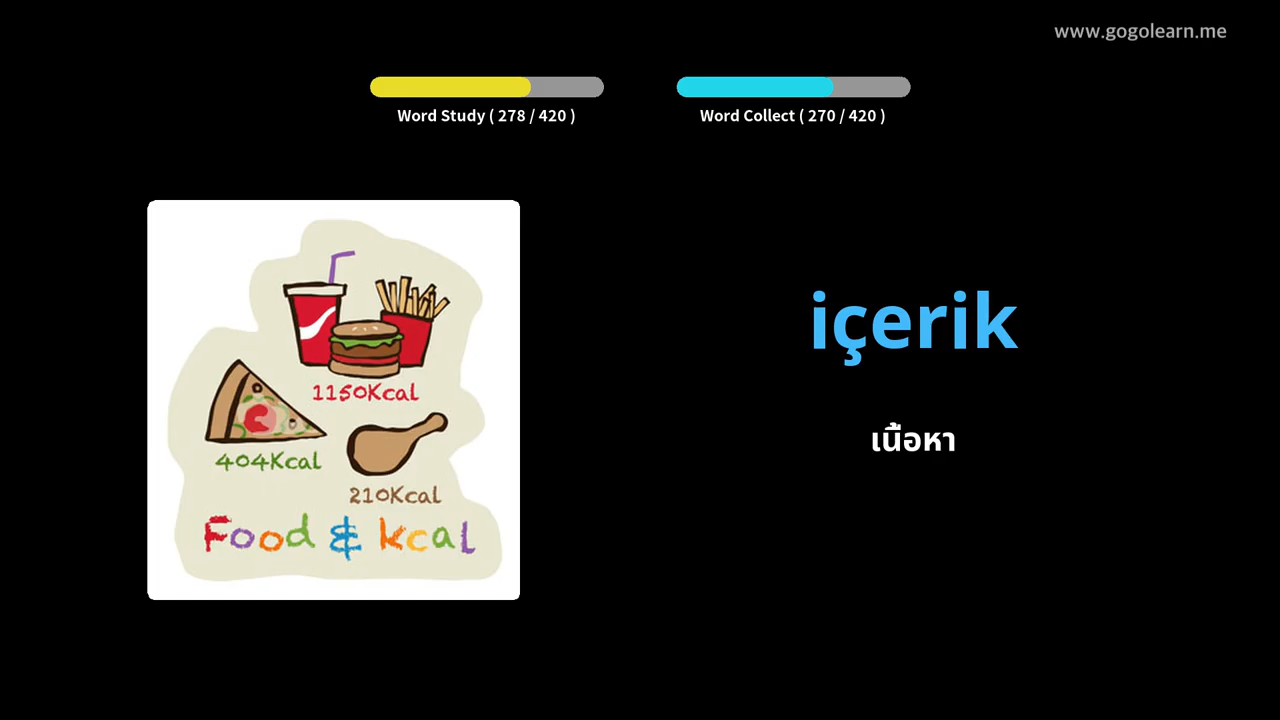 www.gogolearn.me
Word Study ( 278 / 420 )
Word Collect ( 270 / 420 )
1150Kcal
404Kcal
210Kcal
Food & kcal
içerik
เนื้อหา